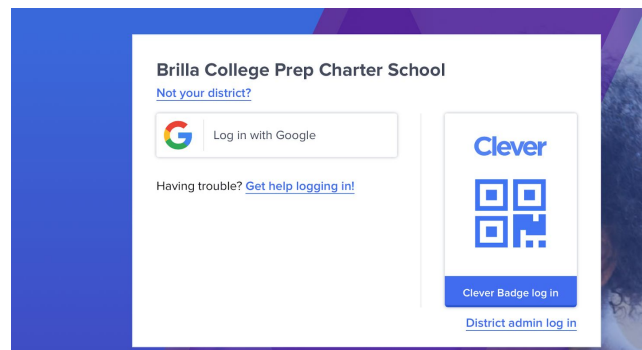 Brilla College Prep Charter School
Not your district?
Log in with Google
Having trouble? Get help logging in!
Clever
Clever Badge log in
District admin log in